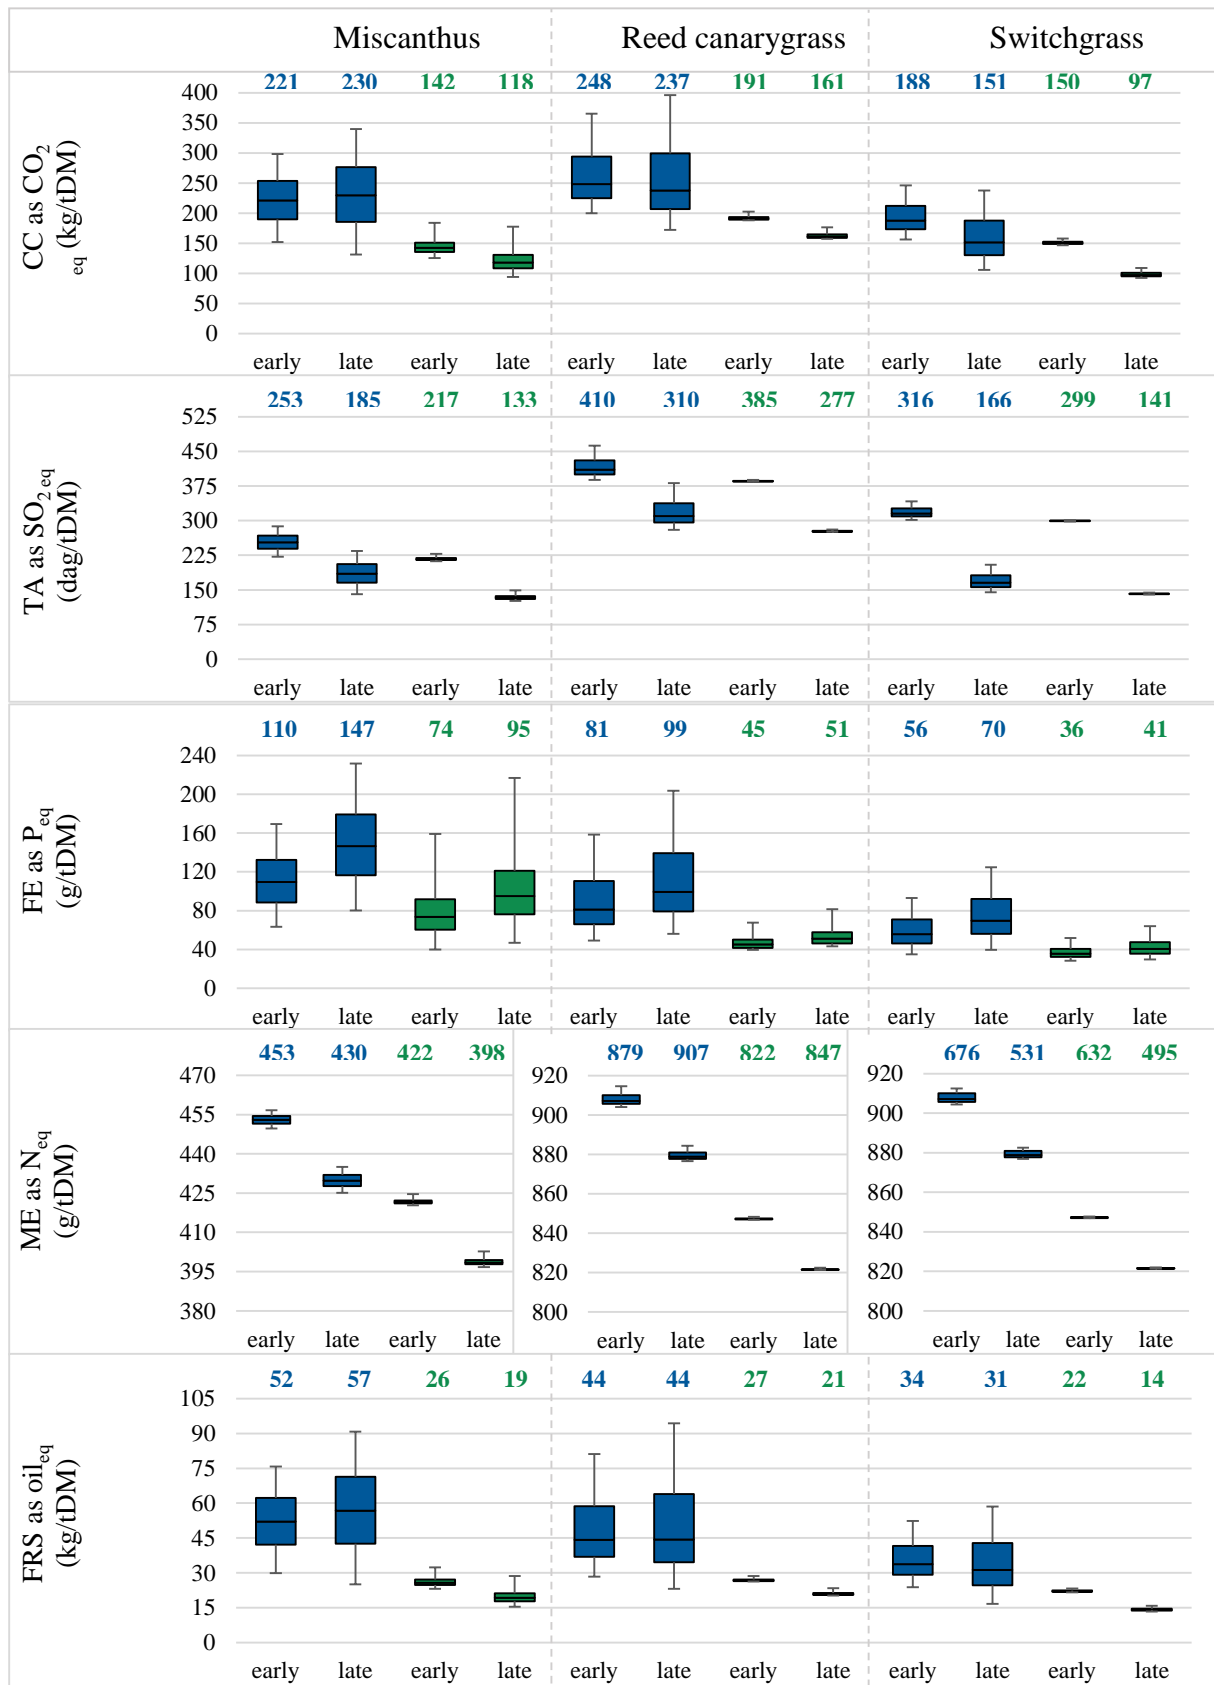 Miscanthus Reed canarygrass Switchgrass
CC as CO2
eq (kg/tDM)
221 230 142 118 248 237 191 161 188 151 150 97
400
350
300
250
200
150
100
50
0
early late early late early late early late early late early late
TA as SO2 eq
(dag/tDM)
253 185 217 133 410 310 385 277 316 166 299 141
525
450
375
300
225
150
75
0
early late early late early late early late early late early late
FE as Peq
(g/tDM)
110 147 74 95 81 99 45 51 56 70 36 41
240
200
160
120
80
40
0
early late early late early late early late early late early late
ME as Neq
(g/tDM)
453 430 422 398
470
455
440
425
410
395
380
early late early late
879 907 822 847
920
900
880
860
840
820
800
early late early late
676 531 632 495
920
900
880
860
840
820
800
early late early late
FRS as oileq
(kg/tDM)
52 57 26 19 44 44 27 21 34 31 22 14
105
90
75
60
45
30
15
0
early late early late early late early late early late early late